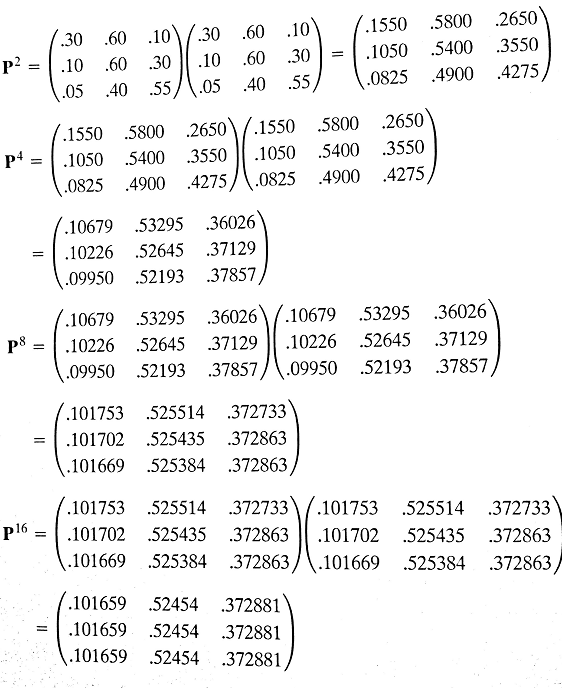 P² = (.30 .60 .10) (.30 .60 .10) = (.1550 .5800 .2650)
(.10 .60 .30) (.10 .60 .30) (.1050 .5400 .3550)
(.05 .40 .55) (.05 .40 .55) (.0825 .4900 .4275)
P⁴ = (.1550 .5800 .2650) (.1550 .5800 .2650)
(.1050 .5400 .3550) (.1050 .5400 .3550)
(.0825 .4900 .4275) (.0825 .4900 .4275)
= (.10679 .53295 .36026)
(.10226 .52645 .37129)
(.09950 .52193 .37857)
P⁸ = (.10679 .53295 .36026) (.10679 .53295 .36026)
(.10226 .52645 .37129) (.10226 .52645 .37129)
(.09950 .52193 .37857) (.09950 .52193 .37857)
= (.101753 .525514 .372733)
(.101702 .525435 .372863)
(.101669 .525384 .372863)
P¹⁶ = (.101753 .525514 .372733) (.101753 .525514 .372733)
(.101702 .525435 .372863) (.101702 .525435 .372863)
(.101669 .525384 .372863) (.101669 .525384 .372863)
= (.101659 .52454 .372881)
(.101659 .52454 .372881)
(.101659 .52454 .372881)